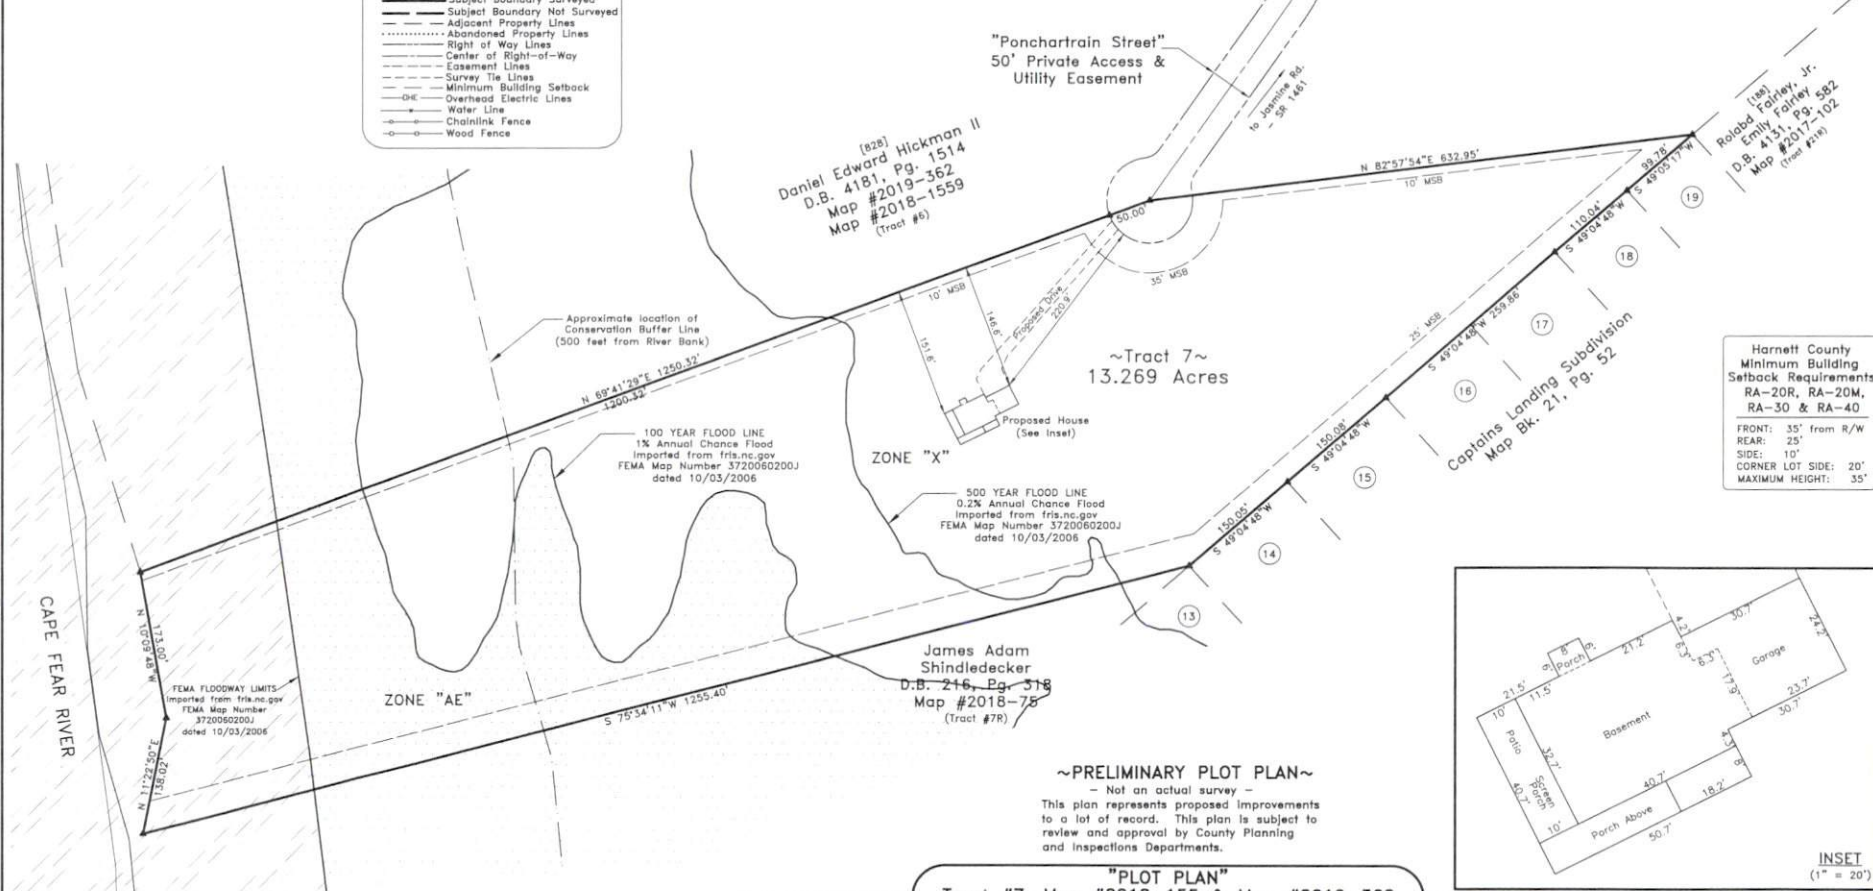 Subject Boundary Surveyed
Subject Boundary Not Surveyed
Adjacent Property Lines
Abandoned Property Lines
Right of Way Lines
Center of Right-of-Way
Easement Lines
Survey Tie Lines
Minimum Building Setback
OHE Overhead Electric Lines
Water Line
Chainlink Fence
Wood Fence
"Ponchartrain Street"
50' Private Access &
Utility Easement
to Jasmine Rd.
- SR 1461
[188]
Rolabd Fairley, Jr.
Emily Fairley
D.B. 4131, Pg. 582
Map #2017-102
(Tract #21R)
[828]
Daniel Edward Hickman II
D.B. 4181, Pg. 1514
Map #2019-362
Map #2018-1559
(Tract #6)
N 82°57'54"E 632.95'
10' MSB
99.78'
S 49°05'17"W
110.04'
S 49°04'48"W
S 49°04'48"W 259.86'
150.08'
S 49°04'48"W
150.05'
S 49°04'48"W
19
18
17
16
15
14
13
50.00'
35' MSB
25' MSB
10' MSB
Proposed Drive
220.9'
146.6'
151.6'
~Tract 7~
13.269 Acres
Proposed House
(See Inset)
Captains Landing Subdivision
Map Bk. 21, Pg. 52
Approximate location of
Conservation Buffer Line
(500 feet from River Bank)
N 69°41'29"E 1250.32'
1200.32'
100 YEAR FLOOD LINE
1% Annual Chance Flood
Imported from fris.nc.gov
FEMA Map Number 3720060200J
dated 10/03/2006
ZONE "X"
500 YEAR FLOOD LINE
0.2% Annual Chance Flood
Imported from fris.nc.gov
FEMA Map Number 3720060200J
dated 10/03/2006
Harnett County
Minimum Building
Setback Requirements
RA-20R, RA-20M,
RA-30 & RA-40
FRONT: 35' from R/W
REAR: 25'
SIDE: 10'
CORNER LOT SIDE: 20'
MAXIMUM HEIGHT: 35'
CAPE FEAR RIVER
173.00'
N 10°09'48"W
N 11°22'50"E
138.02'
FEMA FLOODWAY LIMITS
Imported from fris.nc.gov
FEMA Map Number
3720060200J
dated 10/03/2006
ZONE "AE"
S 75°34'11"W 1255.40'
James Adam
Shindledecker
D.B. 216, Pg. 318
Map #2018-75
(Tract #7R)
~PRELIMINARY PLOT PLAN~
- Not an actual survey -
This plan represents proposed improvements
to a lot of record. This plan is subject to
review and approval by County Planning
and Inspections Departments.
"PLOT PLAN"
8'
6'
6'
Porch
21.2'
4.2'
30.7'
24.2'
6.3'
6.3'
17.9'
Garage
23.7'
30.7'
21.5'
11.5'
10'
Basement
Patio
32.7'
Screen
Porch
40.7'
40.7'
4.3'
8'
18.2'
10'
Porch Above
50.7'
INSET
(1" = 20')